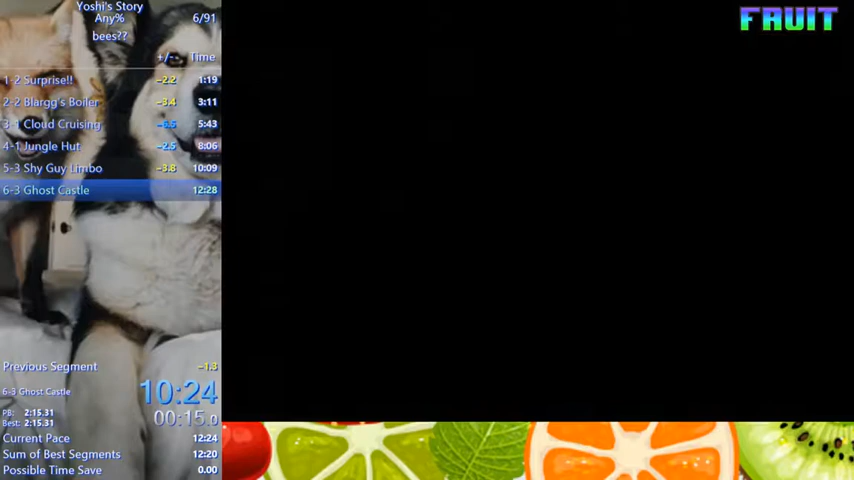 Yoshi's Story
Any% 6/91
bees??
+/- Time
1-2 Surprise!! −2.2 1:19
2-2 Blargg's Boiler −3.4 3:11
3-1 Cloud Cruising −6.5 5:43
4-1 Jungle Hut −2.5 8:06
5-3 Shy Guy Limbo −3.8 10:09
6-3 Ghost Castle 12:28
Previous Segment −1.3
6-3 Ghost Castle 10:24
PB: 2:15.31
Best: 2:15.31 00:15.0
Current Pace 12:24
Sum of Best Segments 12:20
Possible Time Save 0.00
FRUIT